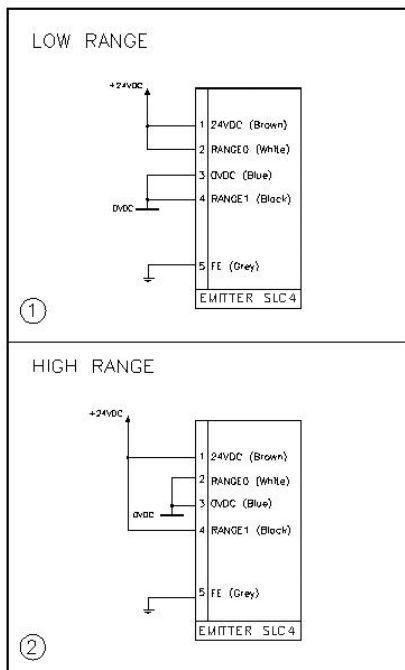 LOW RANGE
+24VDC
1 24VDC (Brown)
2 RANGE0 (White)
3 0VDC (Blue)
0VDC
4 RANGE1 (Black)
5 FE (Grey)
EMITTER SLC4
1
HIGH RANGE
+24VDC
1 24VDC (Brown)
2 RANGE0 (White)
3 0VDC (Blue)
0VDC
4 RANGE1 (Black)
5 FE (Grey)
EMITTER SLC4
2